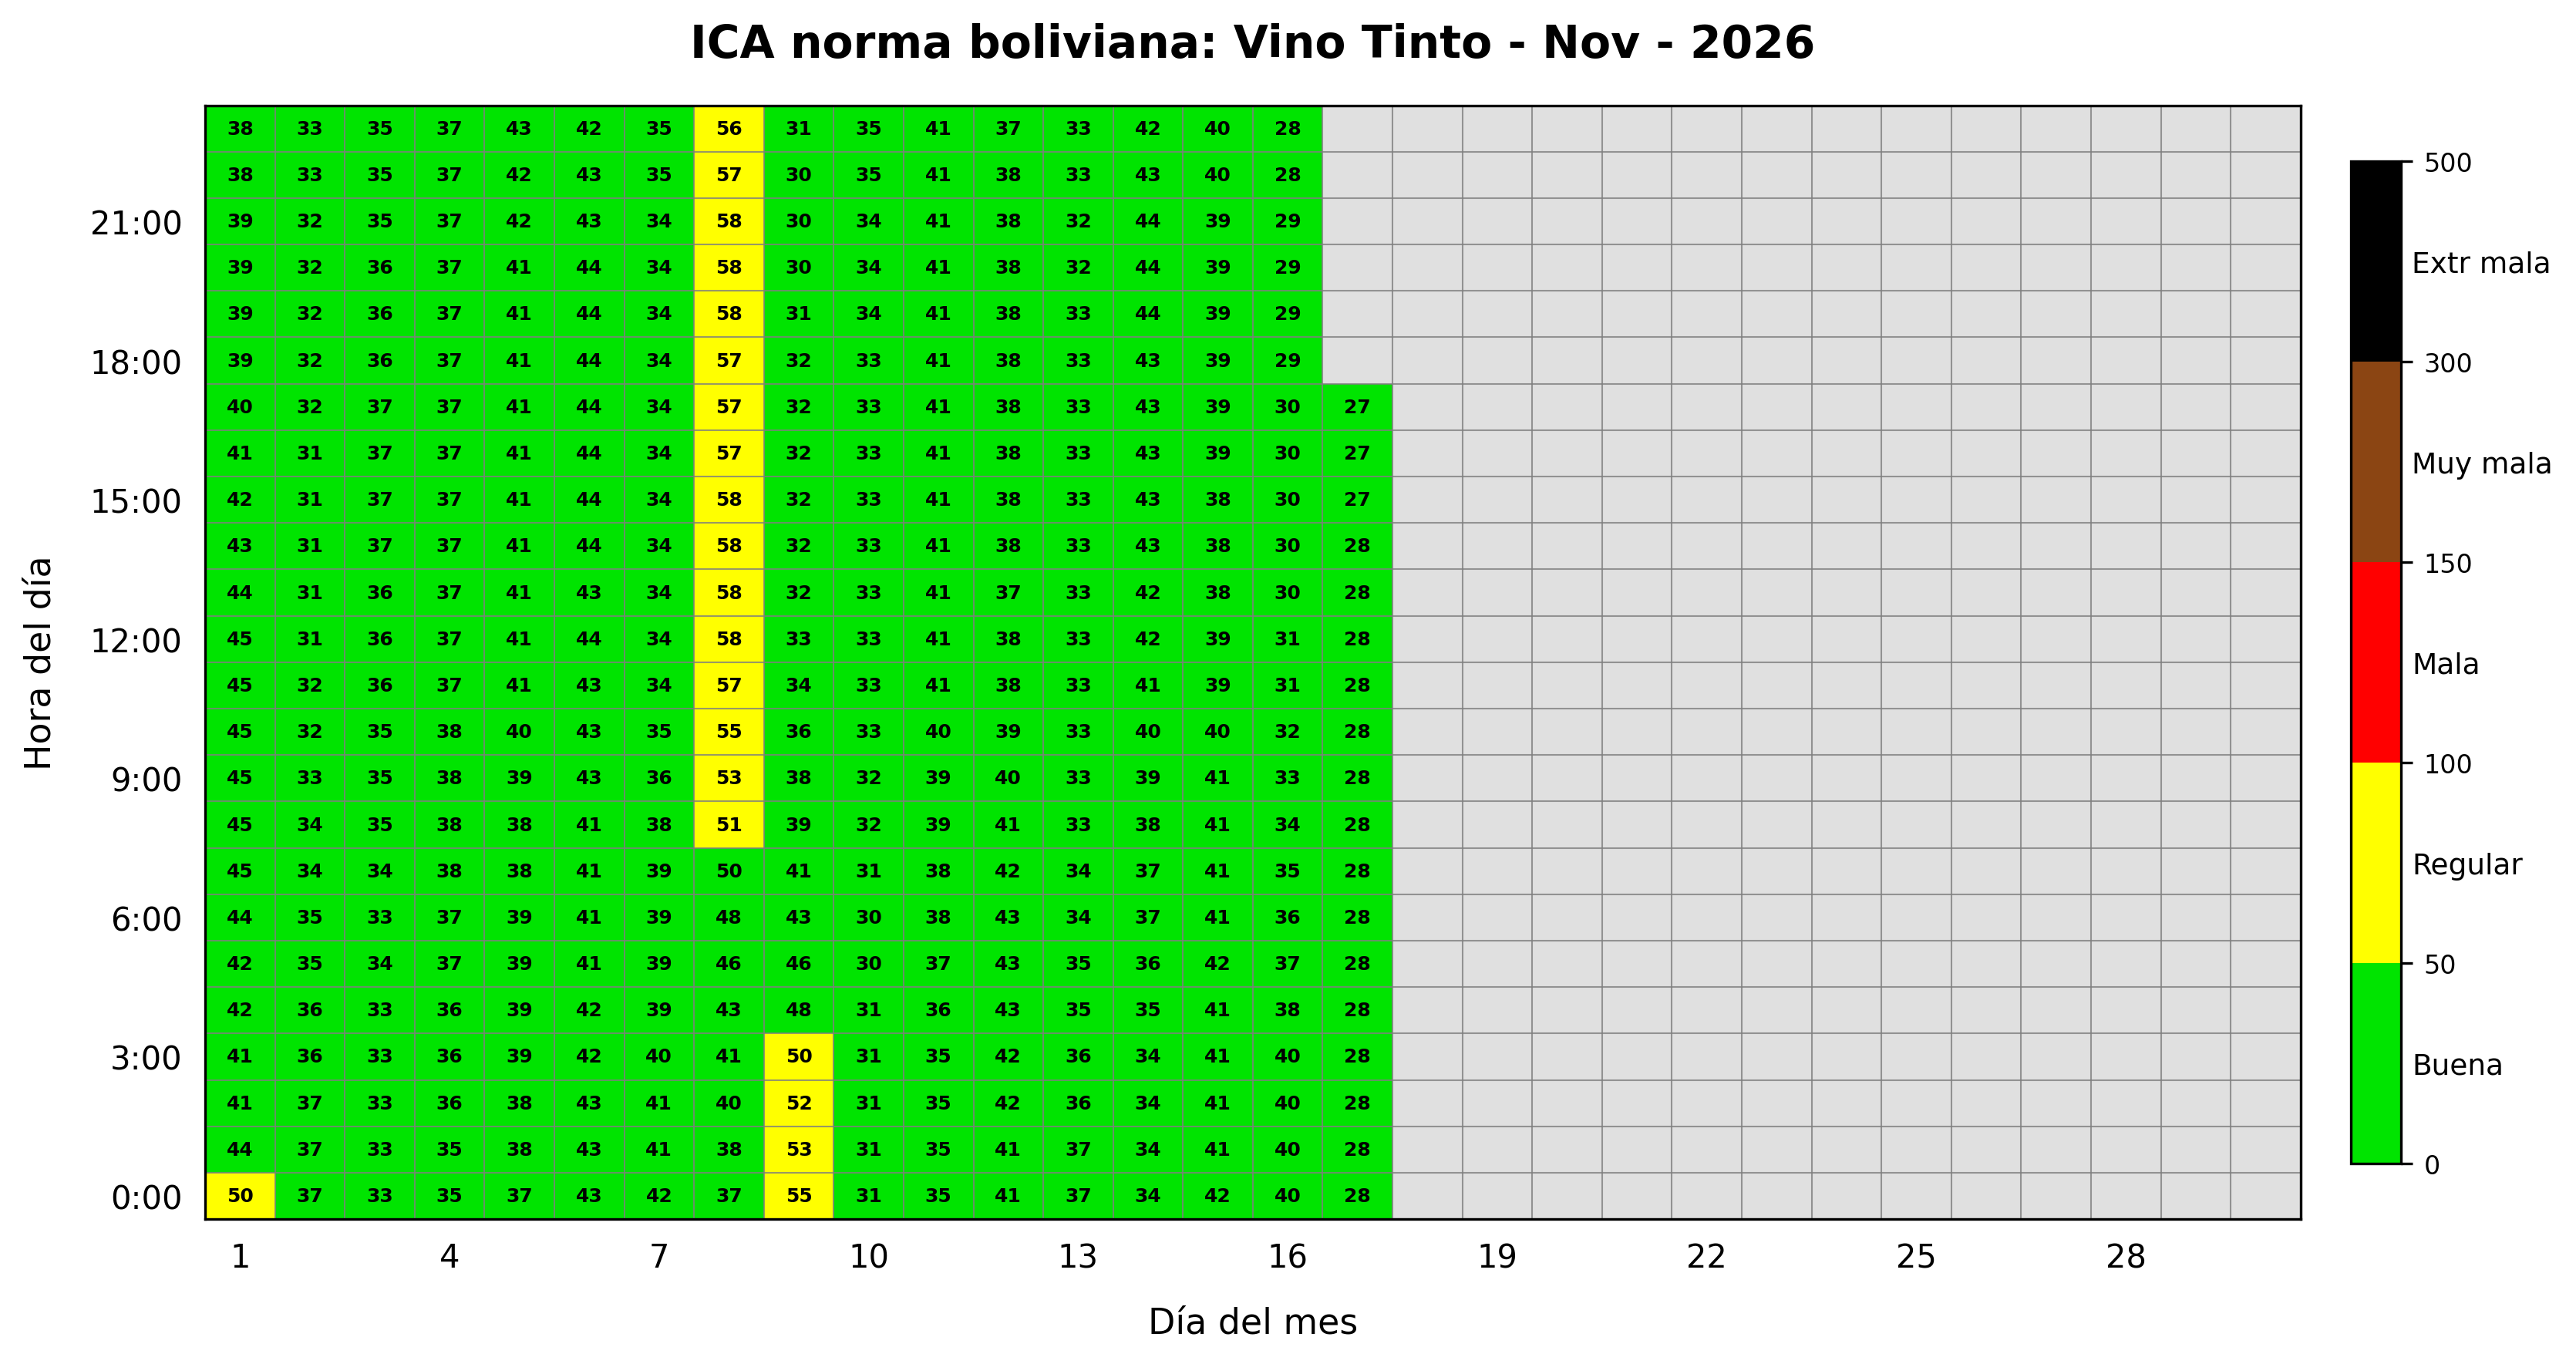 ICA norma boliviana: Vino Tinto - Nov - 2026
38 33 35 37 43 42 35 56 31 35 41 37 33 42 40 28
38 33 35 37 42 43 35 57 30 35 41 38 33 43 40 28
21:00 39 32 35 37 42 43 34 58 30 34 41 38 32 44 39 29
39 32 36 37 41 44 34 58 30 34 41 38 32 44 39 29
39 32 36 37 41 44 34 58 31 34 41 38 33 44 39 29
18:00 39 32 36 37 41 44 34 57 32 33 41 38 33 43 39 29
40 32 37 37 41 44 34 57 32 33 41 38 33 43 39 30 27
41 31 37 37 41 44 34 57 32 33 41 38 33 43 39 30 27
15:00 42 31 37 37 41 44 34 58 32 33 41 38 33 43 38 30 27
43 31 37 37 41 44 34 58 32 33 41 38 33 43 38 30 28
44 31 36 37 41 43 34 58 32 33 41 37 33 42 38 30 28
12:00 45 31 36 37 41 44 34 58 33 33 41 38 33 42 39 31 28
45 32 36 37 41 43 34 57 34 33 41 38 33 41 39 31 28
45 32 35 38 40 43 35 55 36 33 40 39 33 40 40 32 28
9:00 45 33 35 38 39 43 36 53 38 32 39 40 33 39 41 33 28
45 34 35 38 38 41 38 51 39 32 39 41 33 38 41 34 28
45 34 34 38 38 41 39 50 41 31 38 42 34 37 41 35 28
6:00 44 35 33 37 39 41 39 48 43 30 38 43 34 37 41 36 28
42 35 34 37 39 41 39 46 46 30 37 43 35 36 42 37 28
42 36 33 36 39 42 39 43 48 31 36 43 35 35 41 38 28
3:00 41 36 33 36 39 42 40 41 50 31 35 42 36 34 41 40 28
41 37 33 36 38 43 41 40 52 31 35 42 36 34 41 40 28
44 37 33 35 38 43 41 38 53 31 35 41 37 34 41 40 28
0:00 50 37 33 35 37 43 42 37 55 31 35 41 37 34 42 40 28
1 4 7 10 13 16 19 22 25 28
Día del mes
Hora del día
500
Extr mala
300
Muy mala
150
Mala
100
Regular
50
Buena
0